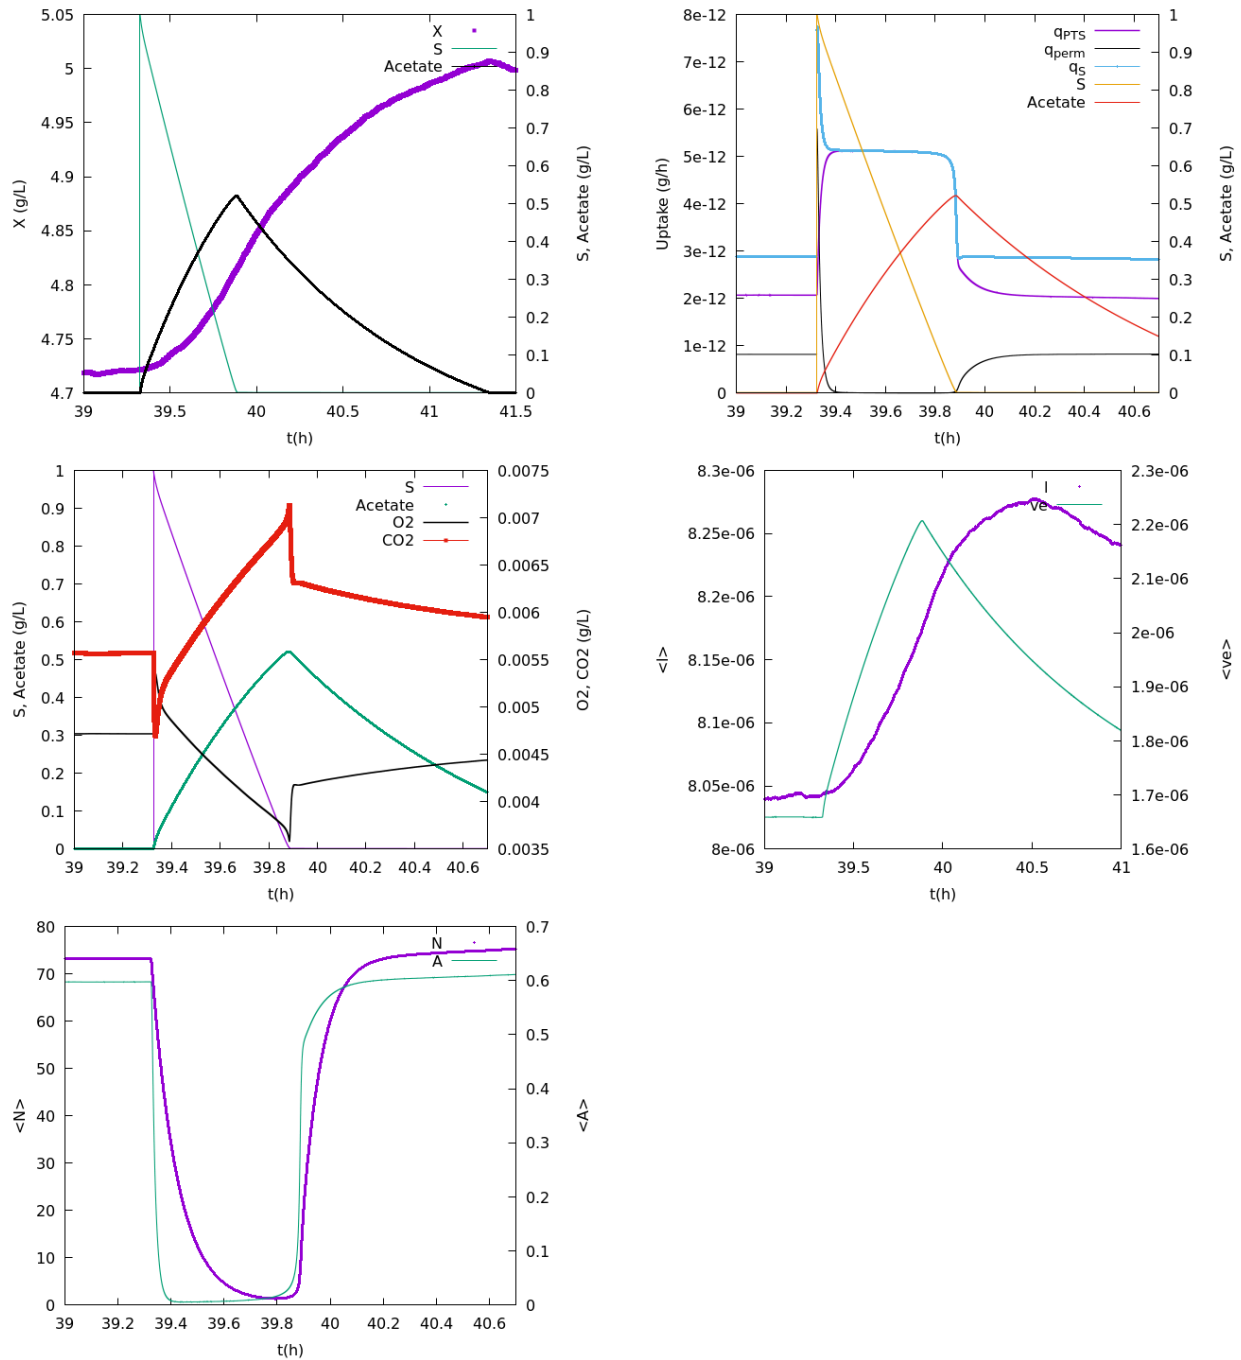 5.05
5
4.95
4.9
4.85
4.8
4.75
4.7
X (g/L)
39
39.5
40
40.5
41
41.5
t(h)
1
0.9
0.8
0.7
0.6
0.5
0.4
0.3
0.2
0.1
0
S, Acetate (g/L)
X
S
Acetate
8e-12
7e-12
6e-12
5e-12
4e-12
3e-12
2e-12
1e-12
0
Uptake (g/h)
39
39.2
39.4
39.6
39.8
40
40.2
40.4
40.6
t(h)
1
0.9
0.8
0.7
0.6
0.5
0.4
0.3
0.2
0.1
0
S, Acetate (g/L)
qPTS
qperm
qS
S
Acetate
1
0.9
0.8
0.7
0.6
0.5
0.4
0.3
0.2
0.1
0
S, Acetate (g/L)
39
39.2
39.4
39.6
39.8
40
40.2
40.4
40.6
t(h)
0.0075
0.007
0.0065
0.006
0.0055
0.005
0.0045
0.004
0.0035
O2, CO2 (g/L)
S
Acetate
O2
CO2
8.3e-06
8.25e-06
8.2e-06
8.15e-06
8.1e-06
8.05e-06
8e-06
<l>
39
39.5
40
40.5
41
t(h)
2.3e-06
2.2e-06
2.1e-06
2e-06
1.9e-06
1.8e-06
1.7e-06
1.6e-06
<ve>
l
ve
80
70
60
50
40
30
20
10
0
<N>
39
39.2
39.4
39.6
39.8
40
40.2
40.4
40.6
t(h)
0.7
0.6
0.5
0.4
0.3
0.2
0.1
0
<A>
N
A